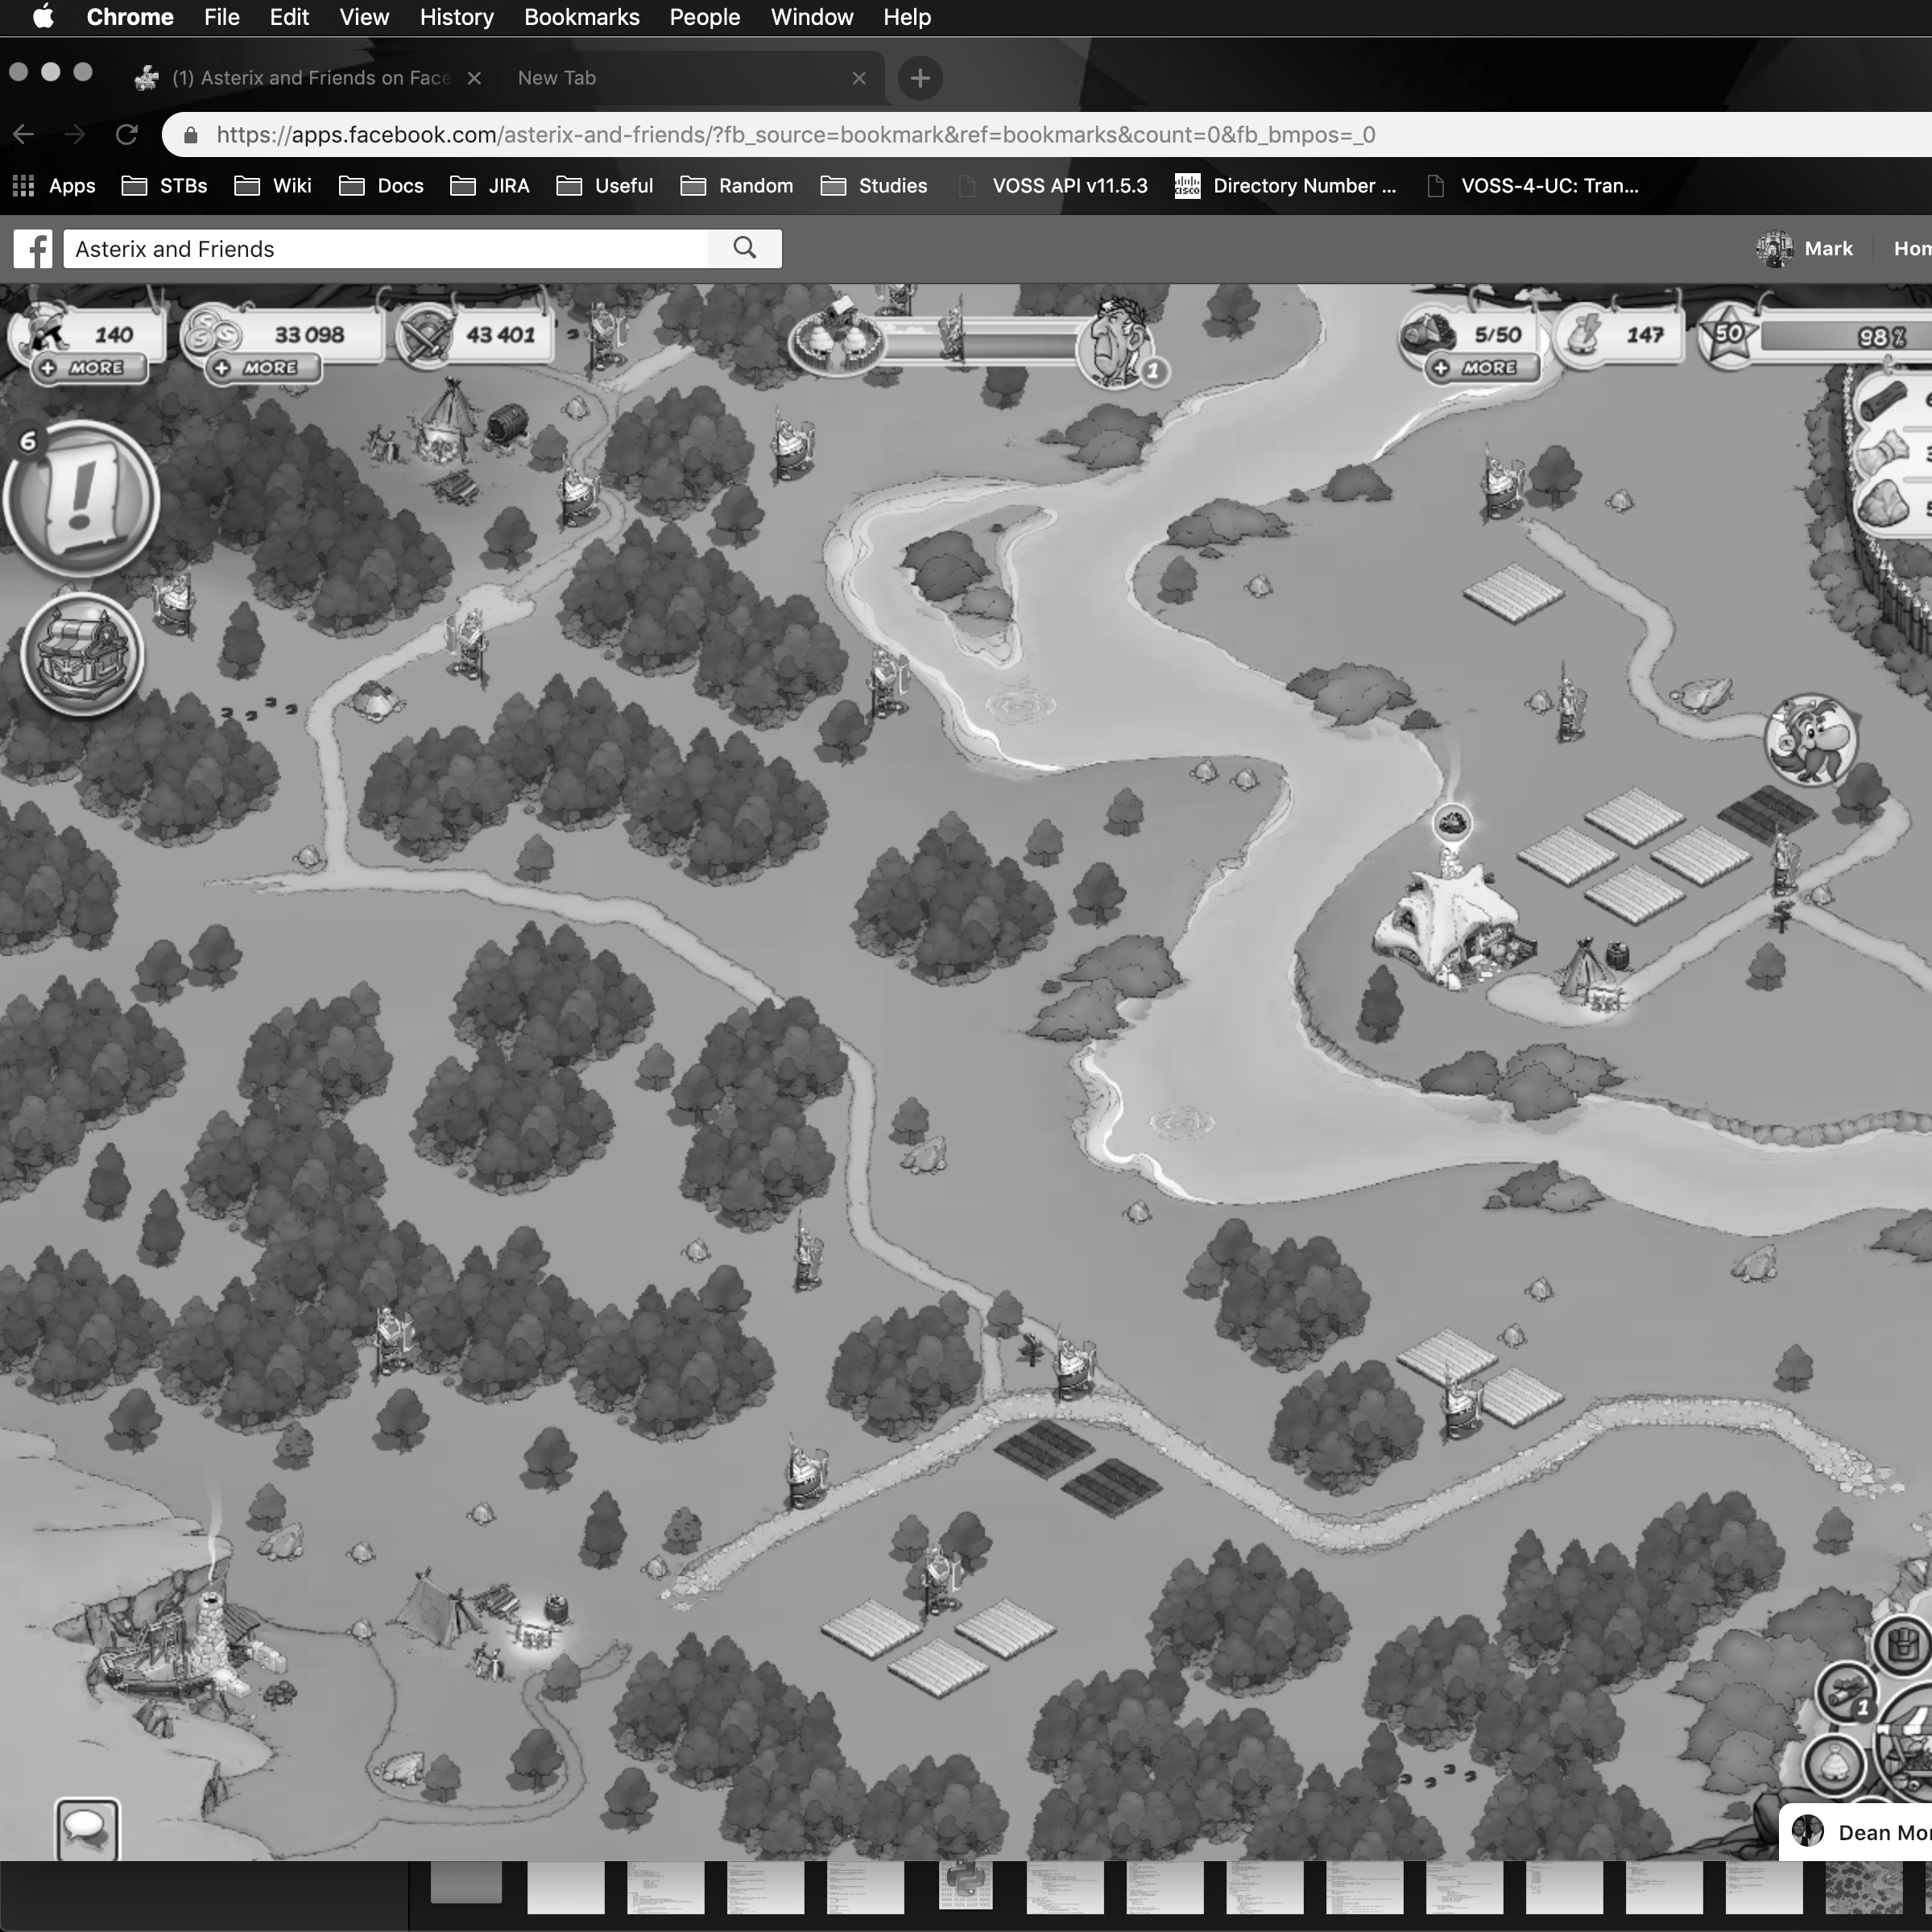 Chrome File Edit View History Bookmarks People Window Help
(1) Asterix and Friends on Face New Tab
https://apps.facebook.com/asterix-and-friends/?fb_source=bookmark&ref=bookmarks&count=0&fb_bmpos=_0
Apps STBs Wiki Docs JIRA Useful Random Studies VOSS API v11.5.3 CISCO Directory Number ... VOSS-4-UC: Tran...
f Asterix and Friends Mark Hom
140 33 098 43 401 5/50 147 50 98%
+ MORE + MORE 1 + MORE
6
!
1
Dean Mor